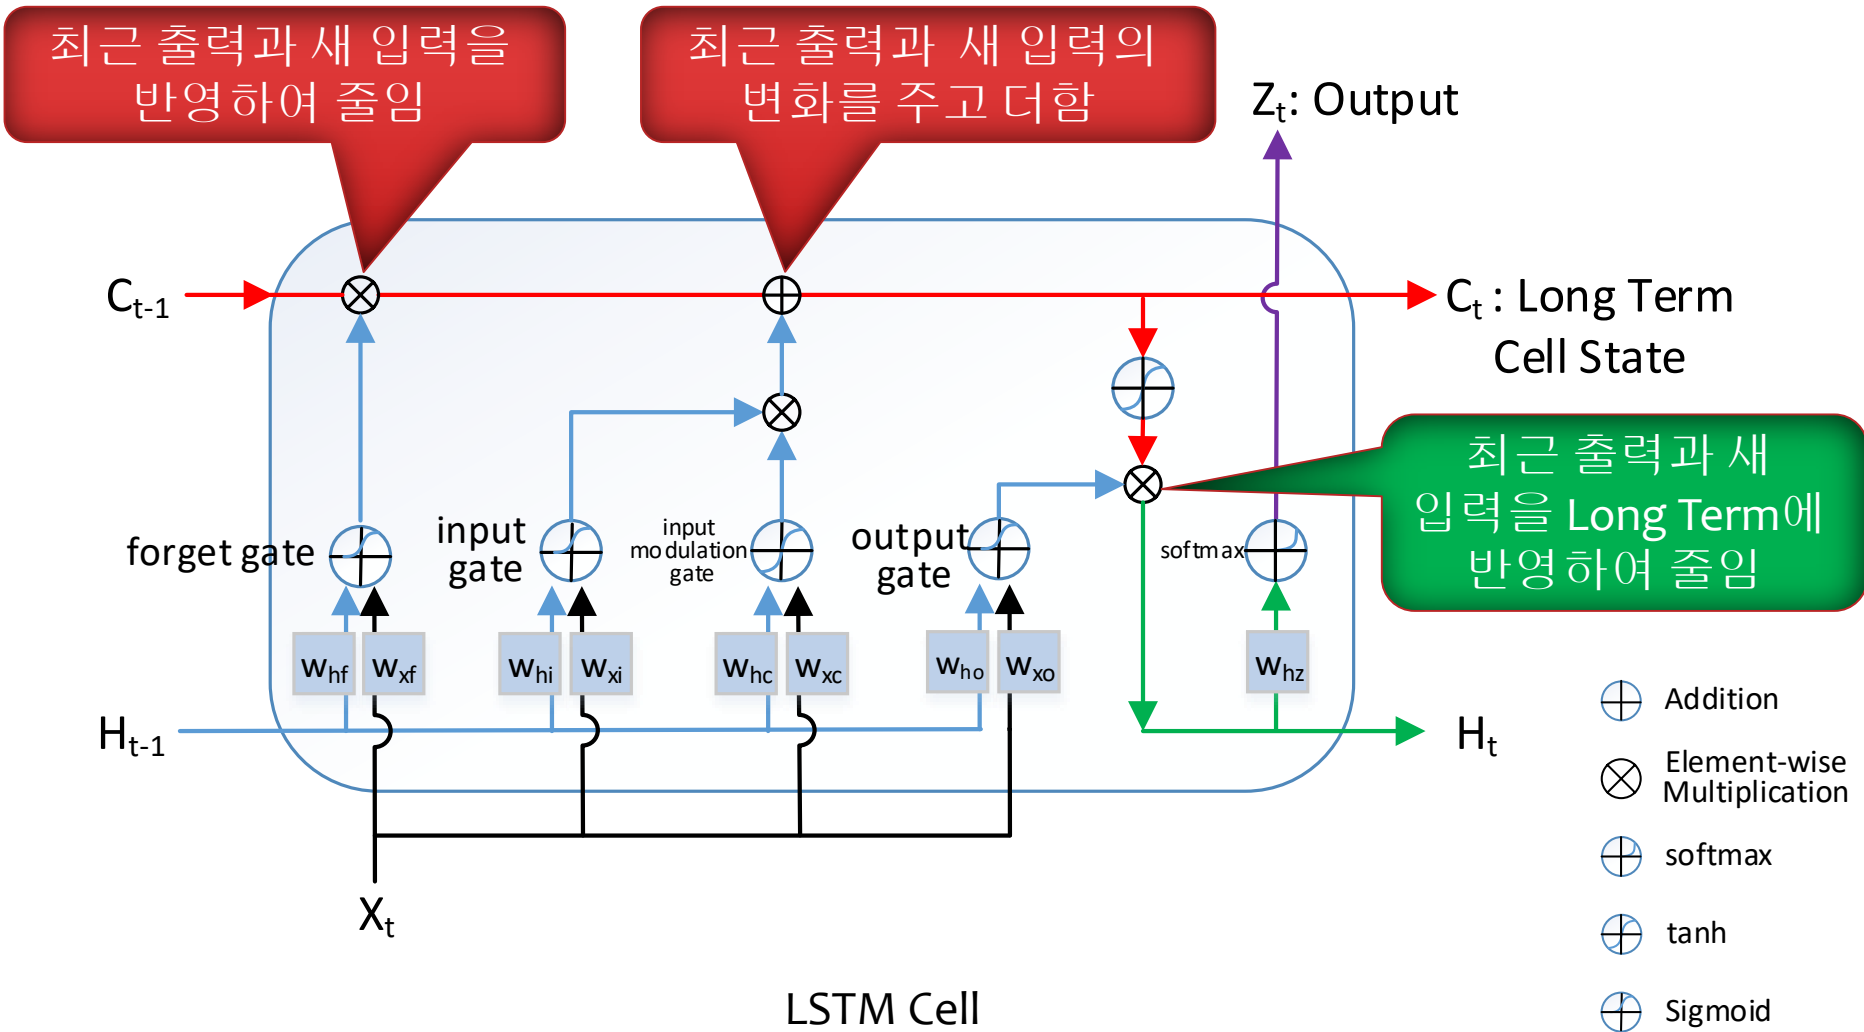 최근 출력과 새 입력을
반영하여 줄임
최근 출력과 새 입력의
변화를 주고 더함
Zt: Output
Ct-1
Ct : Long Term
Cell State
최근 출력과 새
입력을 Long Term에
반영하여 줄임
forget gate
input
gate
input
modulation
gate
output
gate
softmax
whf
wxf
whi
wxi
whc
wxc
who
wxo
whz
Ht-1
Ht
Xt
Addition
Element-wise
Multiplication
softmax
tanh
Sigmoid
LSTM Cell